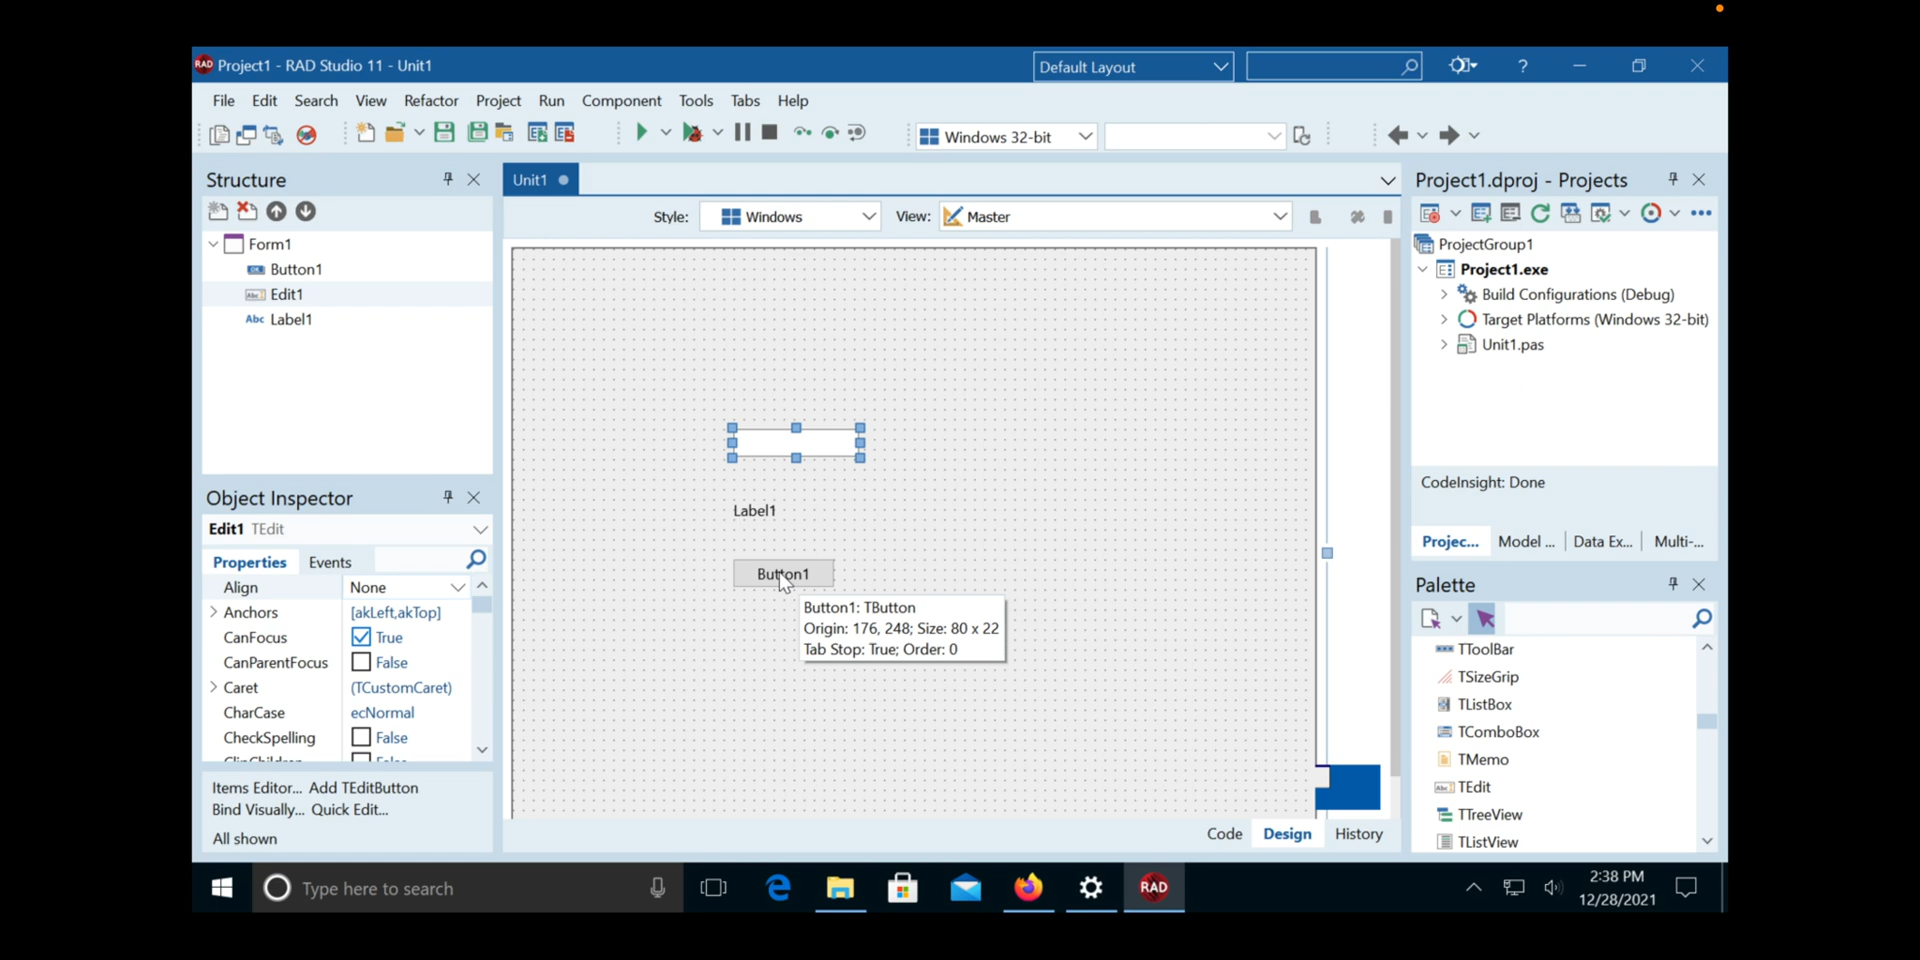 RAD Project1 - RAD Studio 11 - Unit1
Default Layout
?
File Edit Search View Refactor Project Run Component Tools Tabs Help
Windows 32-bit
Structure
Form1
Button1
Edit1
Abc Label1
Object Inspector
Edit1 TEdit
Properties Events
Align None
Anchors [akLeft,akTop]
CanFocus True
CanParentFocus False
Caret (TCustomCaret)
CharCase ecNormal
CheckSpelling False
Items Editor... Add TEditButton
Bind Visually... Quick Edit...
All shown
Unit1
Style: Windows View: Master
Label1
Button1
Button1: TButton
Origin: 176, 248; Size: 80 x 22
Tab Stop: True; Order: 0
Code Design History
Project1.dproj - Projects
ProjectGroup1
Project1.exe
Build Configurations (Debug)
Target Platforms (Windows 32-bit)
Unit1.pas
CodeInsight: Done
Projec... Model ... Data Ex... Multi-...
Palette
TToolBar
TSizeGrip
TListBox
TComboBox
TMemo
TEdit
TTreeView
TListView
Type here to search
RAD
2:38 PM
12/28/2021